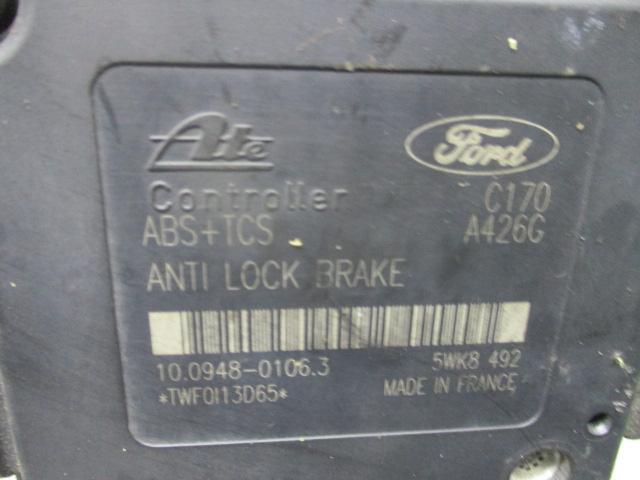 Ate Ford
Controller C170
ABS+TCS A426G
ANTI LOCK BRAKE
10.0948-0106.3 5WK8 492
*TWF0I13D65* MADE IN FRANCE